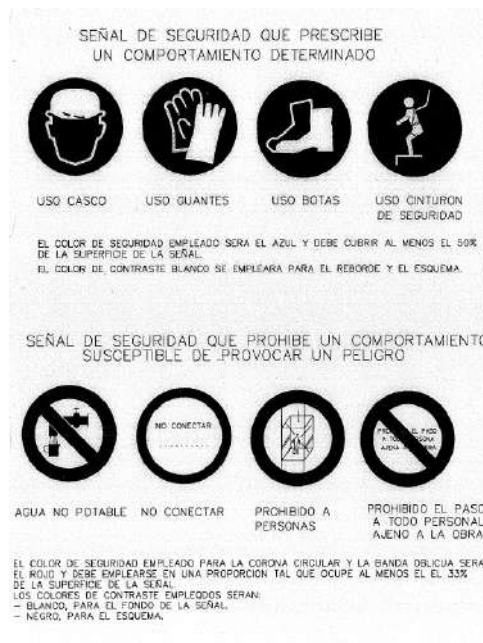 SEÑAL DE SEGURIDAD QUE PRESCRIBE
UN COMPORTAMIENTO DETERMINADO
USO CASCO
USO GUANTES
USO BOTAS
USO CINTURON
DE SEGURIDAD
EL COLOR DE SEGURIDAD EMPLEADO SERA EL AZUL Y DEBE CUBRIR AL MENOS EL 50%
DE LA SUPERFICIE DE LA SEÑAL.
EL COLOR DE CONTRASTE BLANCO SE EMPLEARA PARA EL REBORDE Y EL ESQUEMA.
SEÑAL DE SEGURIDAD QUE PROHIBE UN COMPORTAMIENTO
SUSCEPTIBLE DE PROVOCAR UN PELIGRO
NO CONECTAR
EL PASO
A TODO
AJENA
AGUA NO POTABLE
NO CONECTAR
PROHIBIDO A
PERSONAS
PROHIBIDO EL PASO
A TODO PERSONAL
AJENO A LA OBRA
EL COLOR DE SEGURIDAD EMPLEADO PARA LA CORONA CIRCULAR Y LA BANDA OBLICUA SERA
EL ROJO Y DEBE EMPLEARSE EN UNA PROPORCION TAL QUE OCUPE AL MENOS EL EL 33%
DE LA SUPERFICIE DE LA SEÑAL
LOS COLORES DE CONTRASTE EMPLEODOS SERAN:
- BLANCO, PARA EL FONDO DE LA SEÑAL.
- NEGRO, PARA EL ESQUEMA.